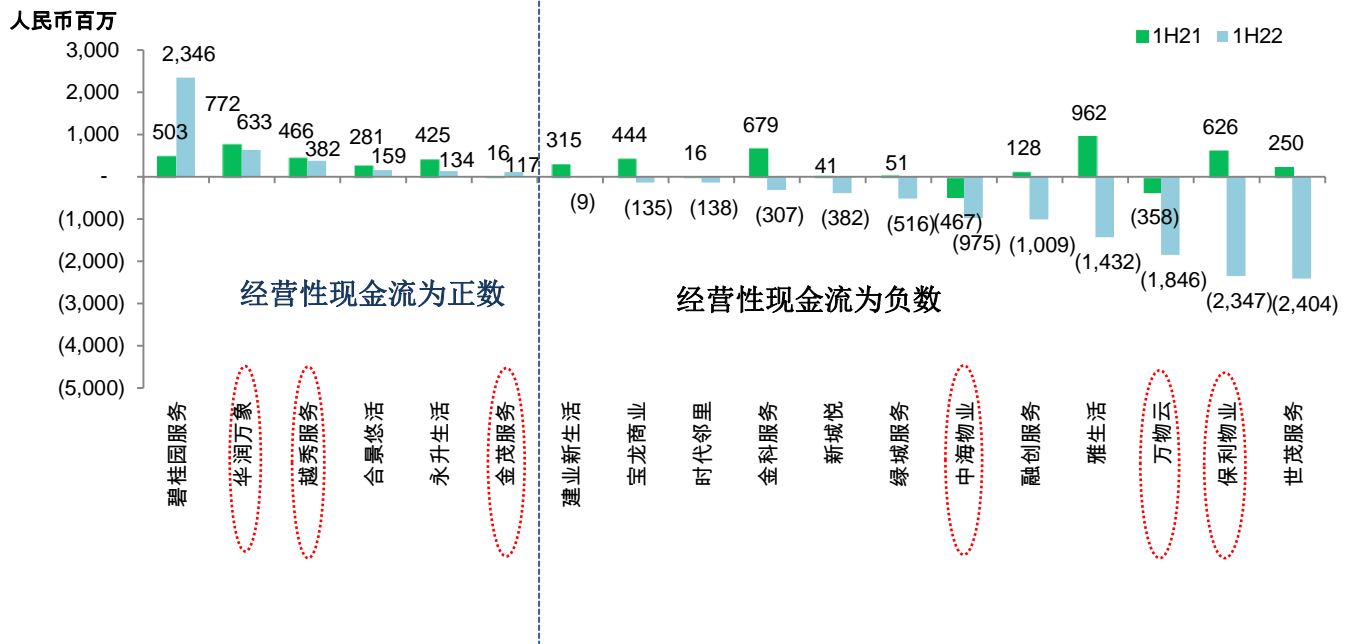 人民币百万
1H21 1H22
3,000
2,000
1,000
-
(1,000)
(2,000)
(3,000)
(4,000)
(5,000)
503 2,346
772 633
466 382
281 159
425 134
16 117
315 (9)
444 (135)
16 (138)
679 (307)
41 (382)
51 (516)
(467) (975)
128 (1,009)
962 (1,432)
(358) (1,846)
626 (2,347)
250 (2,404)
经营性现金流为正数
经营性现金流为负数
碧桂园服务
华润万象
越秀服务
合景悠活
永升生活
金茂服务
建业新生活
宝龙商业
时代邻里
金科服务
新城悦
绿城服务
中海物业
融创服务
雅生活
万物云
保利物业
世茂服务